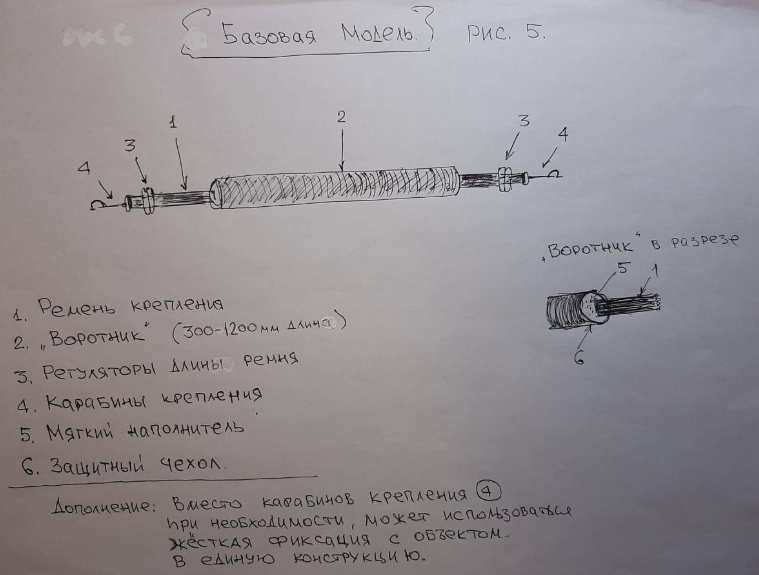 Базовая Модель. Рис. 5.
1
2
3
4
3
4
„Воротник“ в разрезе
5
1
6
1. Ремень крепления
2. „Воротник“ (300-1200мм длина)
3. Регуляторы длины ремня
4. Карабины крепления
5. Мягкий наполнитель
6. Защитный чехол.
Дополнение: Вместо карабинов крепления 4
при необходимости, может использоваться
жёсткая фиксация с объектом.
в единую конструкцию.